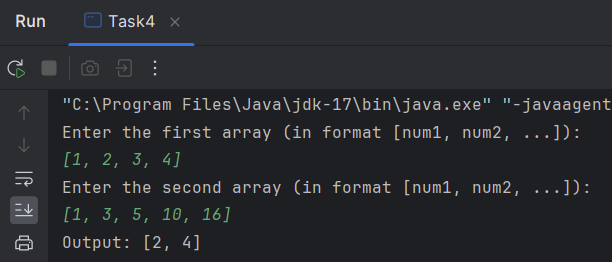 Run Task4
"C:\Program Files\Java\jdk-17\bin\java.exe" "-javaagent
Enter the first array (in format [num1, num2, ...]):
[1, 2, 3, 4]
Enter the second array (in format [num1, num2, ...]):
[1, 3, 5, 10, 16]
Output: [2, 4]